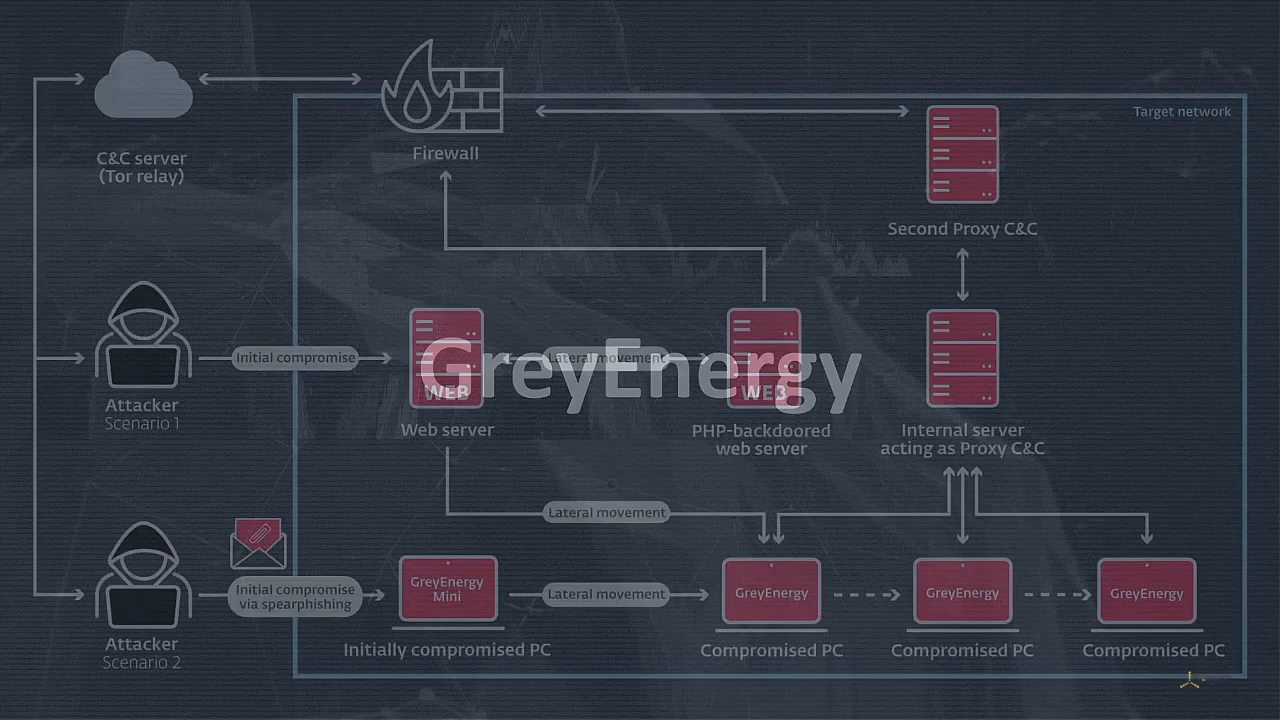 Target network
C&C server
(Tor relay)
Firewall
Second Proxy C&C
Initial compromise
Lateral movement
GreyEnergy
WEB
WEB
Attacker
Scenario 1
Web server
PHP-backdoored
web server
Internal server
acting as Proxy C&C
Lateral movement
Initial compromise
via spearphishing
GreyEnergy
Mini
Lateral movement
GreyEnergy
GreyEnergy
GreyEnergy
Attacker
Scenario 2
Initially compromised PC
Compromised PC
Compromised PC
Compromised PC